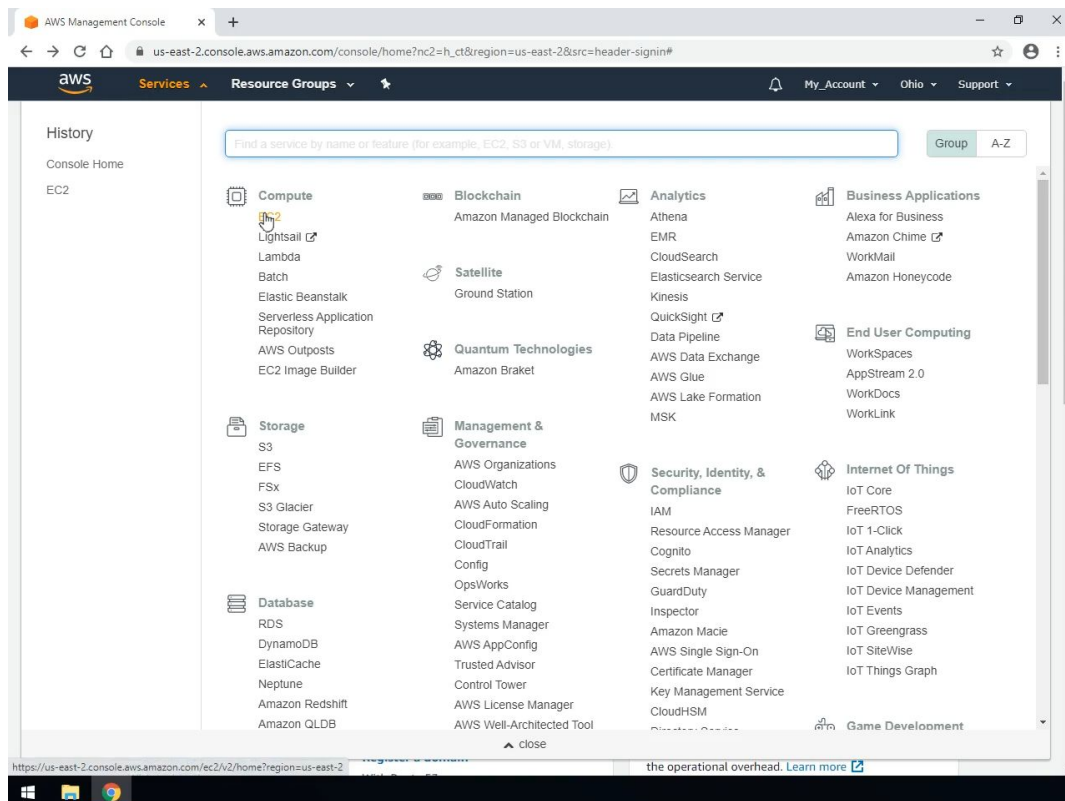 AWS Management Console
us-east-2.console.aws.amazon.com/console/home?nc2=h_ct&region=us-east-2&src=header-signin#
aws
Services
Resource Groups
My_Account
Ohio
Support
History
Console Home
EC2
Find a service by name or feature (for example, EC2, S3 or VM, storage).
Group
A-Z
Compute
EC2
Lightsail
Lambda
Batch
Elastic Beanstalk
Serverless Application
Repository
AWS Outposts
EC2 Image Builder
Storage
S3
EFS
FSx
S3 Glacier
Storage Gateway
AWS Backup
Database
RDS
DynamoDB
ElastiCache
Neptune
Amazon Redshift
Amazon QLDB
Blockchain
Amazon Managed Blockchain
Satellite
Ground Station
Quantum Technologies
Amazon Braket
Management &
Governance
AWS Organizations
CloudWatch
AWS Auto Scaling
CloudFormation
CloudTrail
Config
OpsWorks
Service Catalog
Systems Manager
AWS AppConfig
Trusted Advisor
Control Tower
AWS License Manager
AWS Well-Architected Tool
Analytics
Athena
EMR
CloudSearch
Elasticsearch Service
Kinesis
QuickSight
Data Pipeline
AWS Data Exchange
AWS Glue
AWS Lake Formation
MSK
Security, Identity, &
Compliance
IAM
Resource Access Manager
Cognito
Secrets Manager
GuardDuty
Inspector
Amazon Macie
AWS Single Sign-On
Certificate Manager
Key Management Service
CloudHSM
Directory Service
Business Applications
Alexa for Business
Amazon Chime
WorkMail
Amazon Honeycode
End User Computing
WorkSpaces
AppStream 2.0
WorkDocs
WorkLink
Internet Of Things
IoT Core
FreeRTOS
IoT 1-Click
IoT Analytics
IoT Device Defender
IoT Device Management
IoT Events
IoT Greengrass
IoT SiteWise
IoT Things Graph
Game Development
close
https://us-east-2.console.aws.amazon.com/ec2/v2/home?region=us-east-2
Register a domain
the operational overhead. Learn more